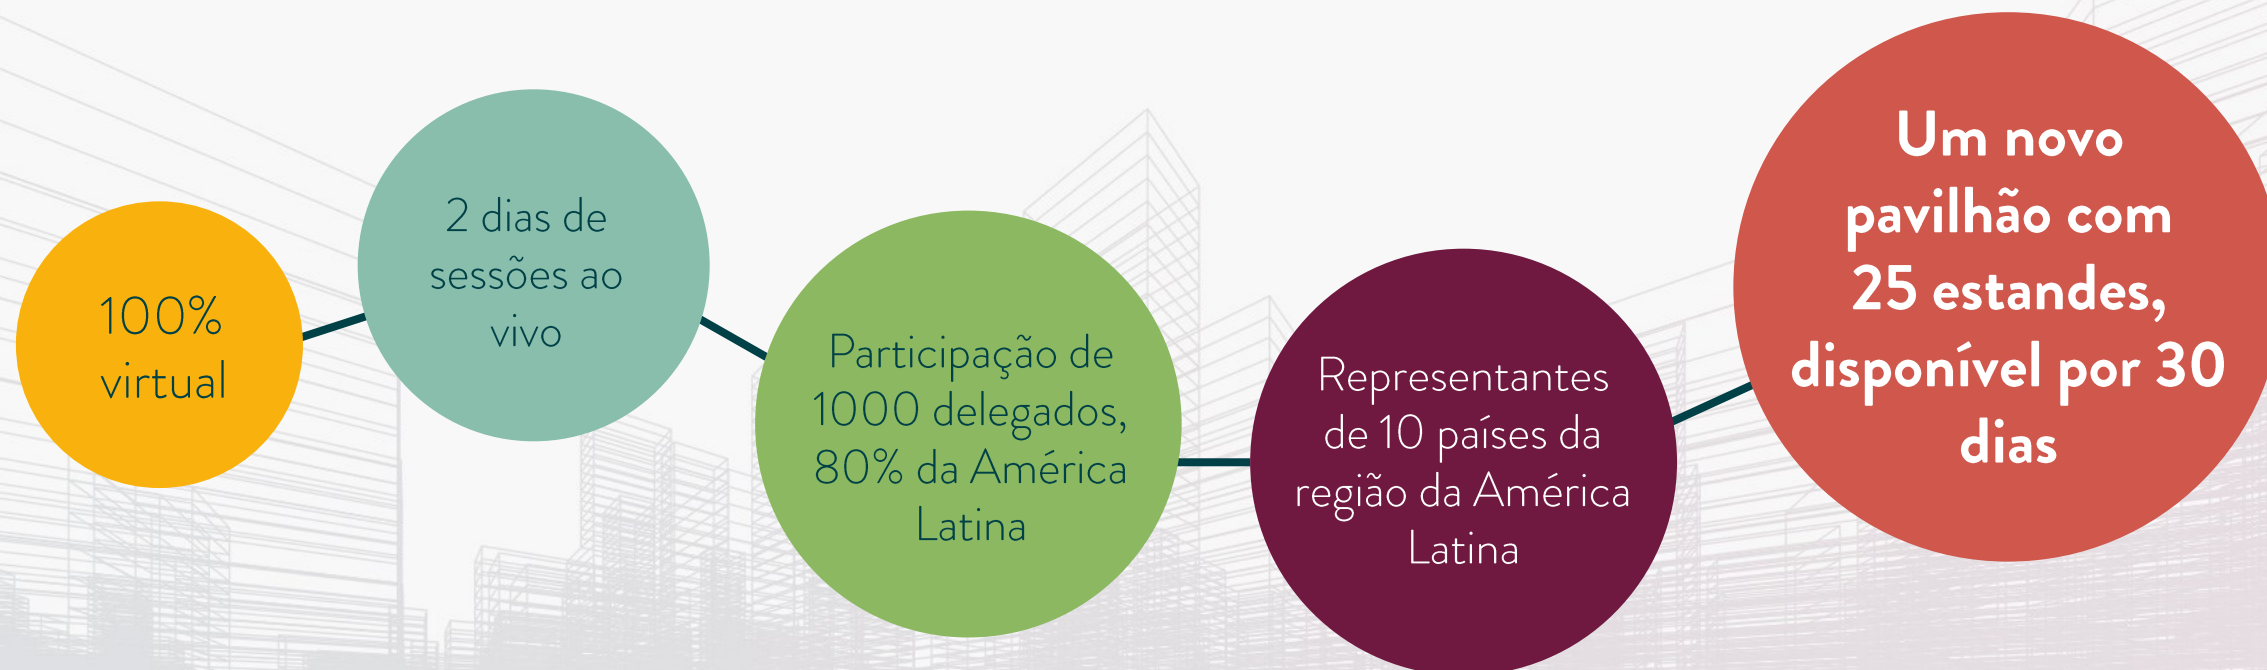 100%
virtual
2 dias de
sessões ao
vivo
Participação de
1000 delegados,
80% da América
Latina
Representantes
de 10 países da
região da América
Latina
Um novo
pavilhão com
25 estandes,
disponível por 30
dias